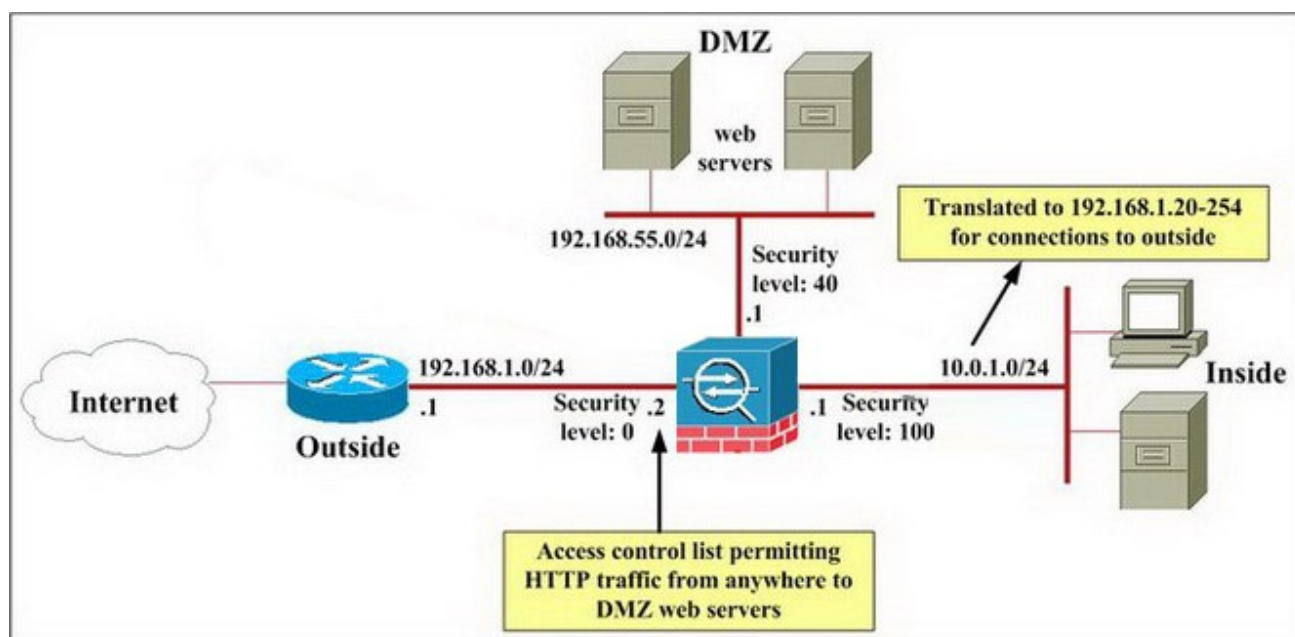 DMZ
web
servers
Translated to 192.168.1.20-254
for connections to outside
192.168.55.0/24
Security
level: 40
.1
192.168.1.0/24
10.0.1.0/24
Internet
Inside
.1
Security
level: 0
.2
.1
Security
level: 100
Outside
Access control list permitting
HTTP traffic from anywhere to
DMZ web servers